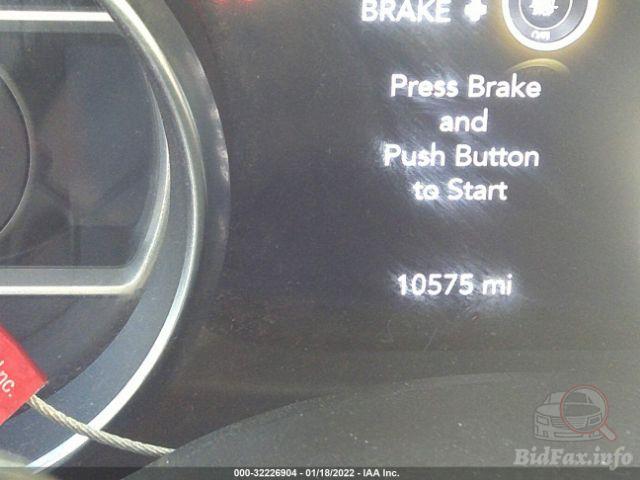 BRAKE +
Press Brake
and
Push Button
to Start
10575 mi
Inc.
BidFax.info
000-32226904 - 01/18/2022 - IAA Inc.